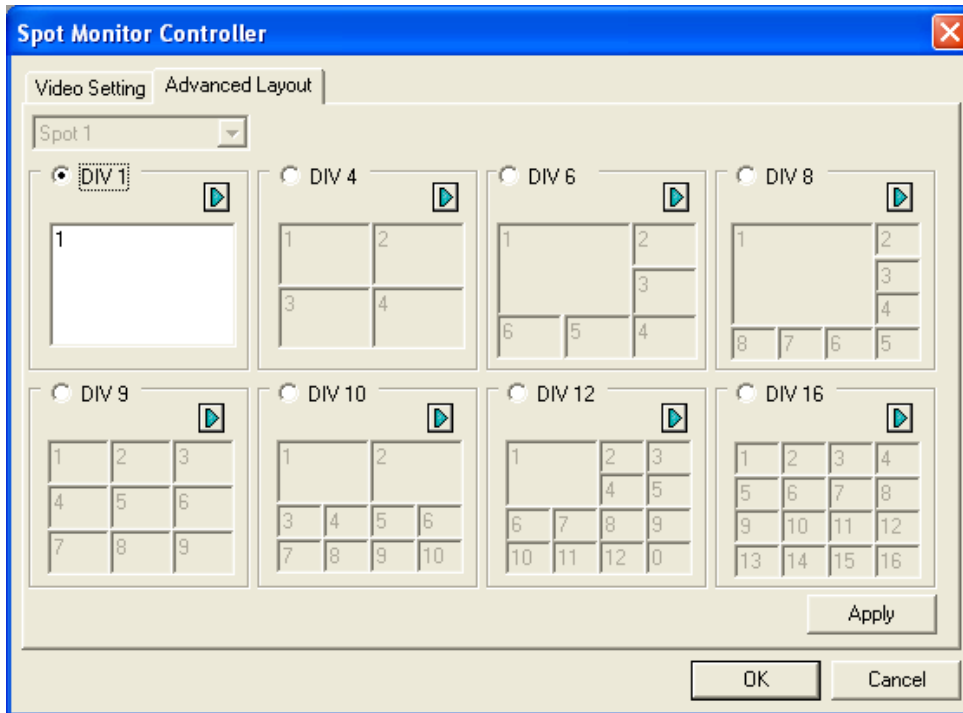 Spot Monitor Controller
Video Setting Advanced Layout
Spot 1
DIV 1
1
DIV 4
1 2
3 4
DIV 6
1 2
3
6 5 4
DIV 8
1 2
3
4
8 7 6 5
DIV 9
1 2 3
4 5 6
7 8 9
DIV 10
1 2
3 4 5 6
7 8 9 10
DIV 12
1 2 3
4 5
6 7 8 9
10 11 12 0
DIV 16
1 2 3 4
5 6 7 8
9 10 11 12
13 14 15 16
Apply
OK Cancel